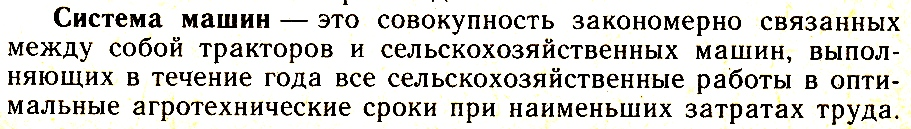 Система машин — это совокупность закономерно связанных
между собой тракторов и сельскохозяйственных машин, выпол-
няющих в течение года все сельскохозяйственные работы в опти-
мальные агротехнические сроки при наименьших затратах труда.